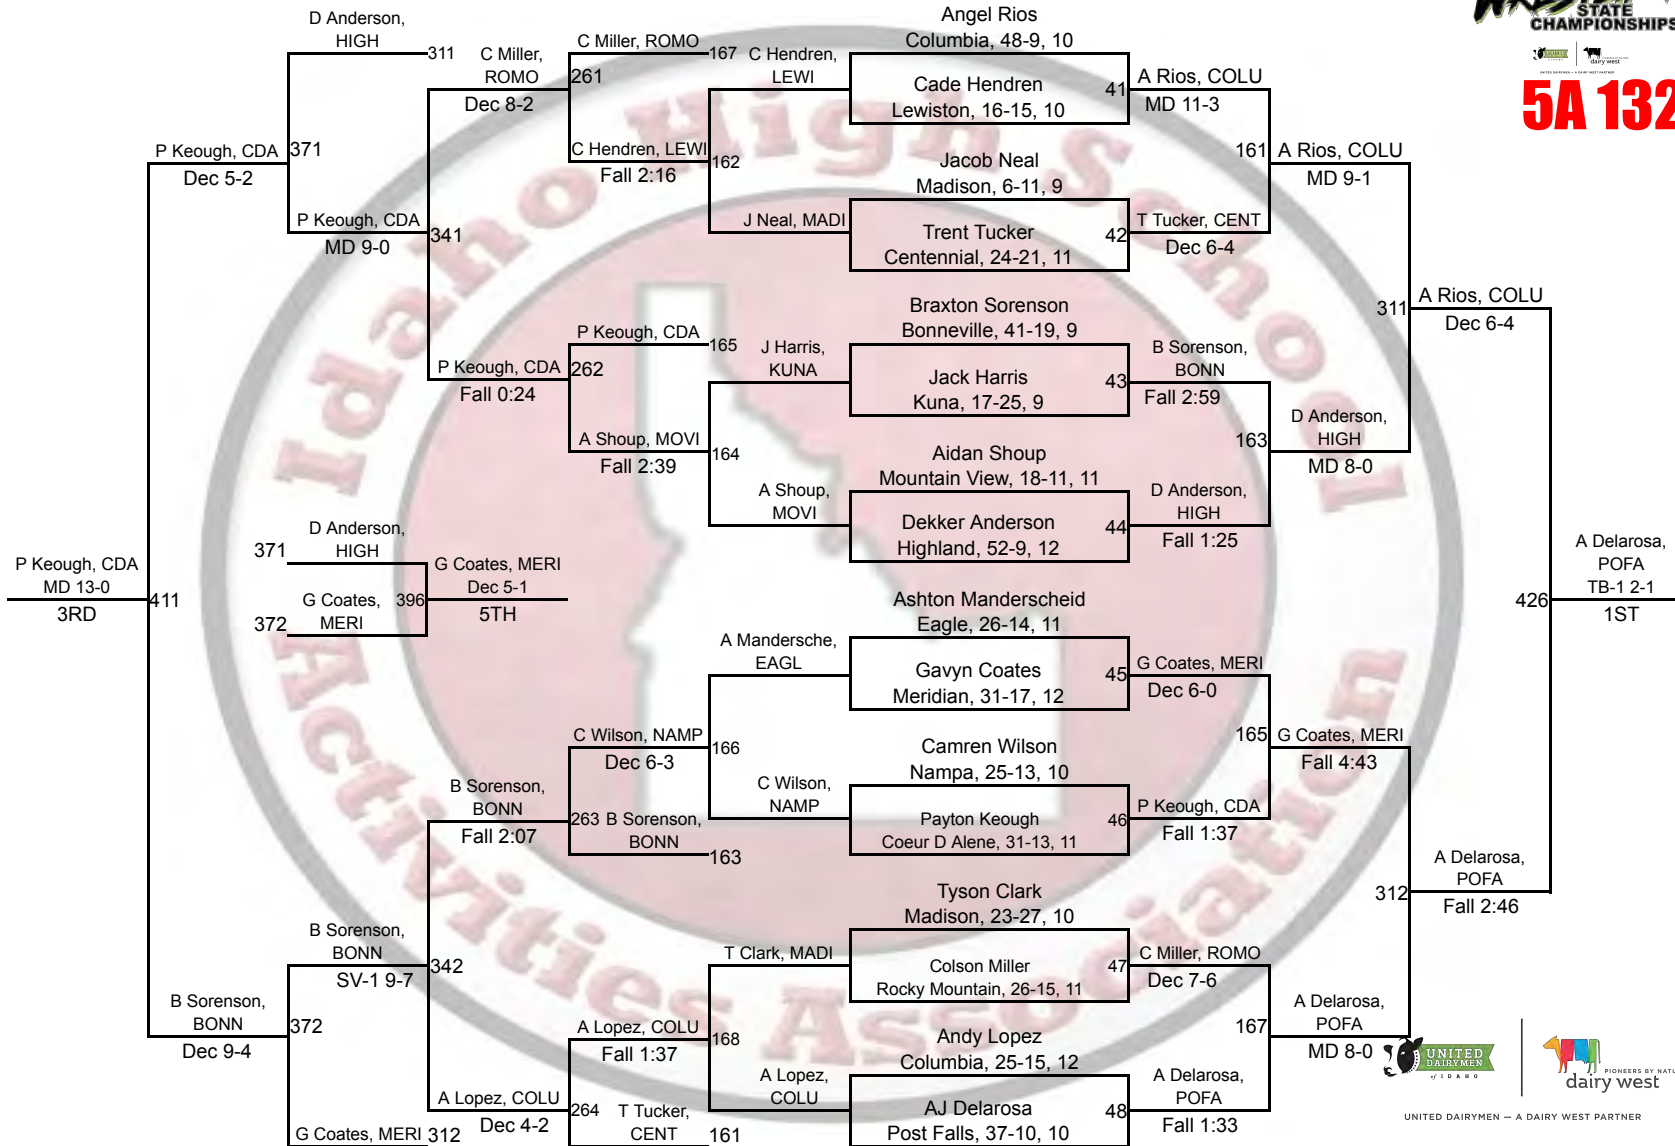 STATE
CHAMPIONSHIPS
dairy west
UNITED DAIRYMEN — A DAIRY WEST PARTNER
5A 132
Idaho High School
Activities Association
D Anderson,
HIGH
311
P Keough, CDA
Dec 5-2
371
P Keough, CDA
MD 9-0
341
C Miller,
ROMO
Dec 8-2
261
C Miller, ROMO
167
C Hendren, LEWI
Fall 2:16
162
C Hendren,
LEWI
J Neal, MADI
P Keough, CDA
Fall 0:24
262
P Keough, CDA
165
A Shoup, MOVI
Fall 2:39
164
J Harris,
KUNA
A Shoup,
MOVI
Angel Rios
Columbia, 48-9, 10
Cade Hendren
Lewiston, 16-15, 10
41
A Rios, COLU
MD 11-3
Jacob Neal
Madison, 6-11, 9
Trent Tucker
Centennial, 24-21, 11
42
T Tucker, CENT
Dec 6-4
161
A Rios, COLU
MD 9-1
Braxton Sorenson
Bonneville, 41-19, 9
Jack Harris
Kuna, 17-25, 9
43
B Sorenson,
BONN
Fall 2:59
Aidan Shoup
Mountain View, 18-11, 11
Dekker Anderson
Highland, 52-9, 12
44
D Anderson,
HIGH
Fall 1:25
163
D Anderson,
HIGH
MD 8-0
311
A Rios, COLU
Dec 6-4
P Keough, CDA
MD 13-0
3RD
411
371
D Anderson,
HIGH
372
G Coates,
MERI
396
G Coates, MERI
Dec 5-1
5TH
426
A Delarosa,
POFA
TB-1 2-1
1ST
Ashton Manderscheid
Eagle, 26-14, 11
Gavyn Coates
Meridian, 31-17, 12
45
G Coates, MERI
Dec 6-0
Camren Wilson
Nampa, 25-13, 10
Payton Keough
Coeur D Alene, 31-13, 11
46
P Keough, CDA
Fall 1:37
165
G Coates, MERI
Fall 4:43
A Mandersche,
EAGL
C Wilson, NAMP
Dec 6-3
166
C Wilson,
NAMP
B Sorenson,
BONN
Fall 2:07
263
B Sorenson,
BONN
163
Tyson Clark
Madison, 23-27, 10
Colson Miller
Rocky Mountain, 26-15, 11
47
C Miller, ROMO
Dec 7-6
Andy Lopez
Columbia, 25-15, 12
AJ Delarosa
Post Falls, 37-10, 10
48
A Delarosa,
POFA
Fall 1:33
167
A Delarosa,
POFA
MD 8-0
312
A Delarosa,
POFA
Fall 2:46
B Sorenson,
BONN
SV-1 9-7
342
B Sorenson,
BONN
Dec 9-4
372
T Clark, MADI
A Lopez, COLU
Fall 1:37
168
A Lopez,
COLU
A Lopez, COLU
Dec 4-2
264
T Tucker,
CENT
161
G Coates, MERI
312
UNITED
DAIRYMEN
of IDAHO
PIONEERS BY NATU
dairy west
UNITED DAIRYMEN — A DAIRY WEST PARTNER